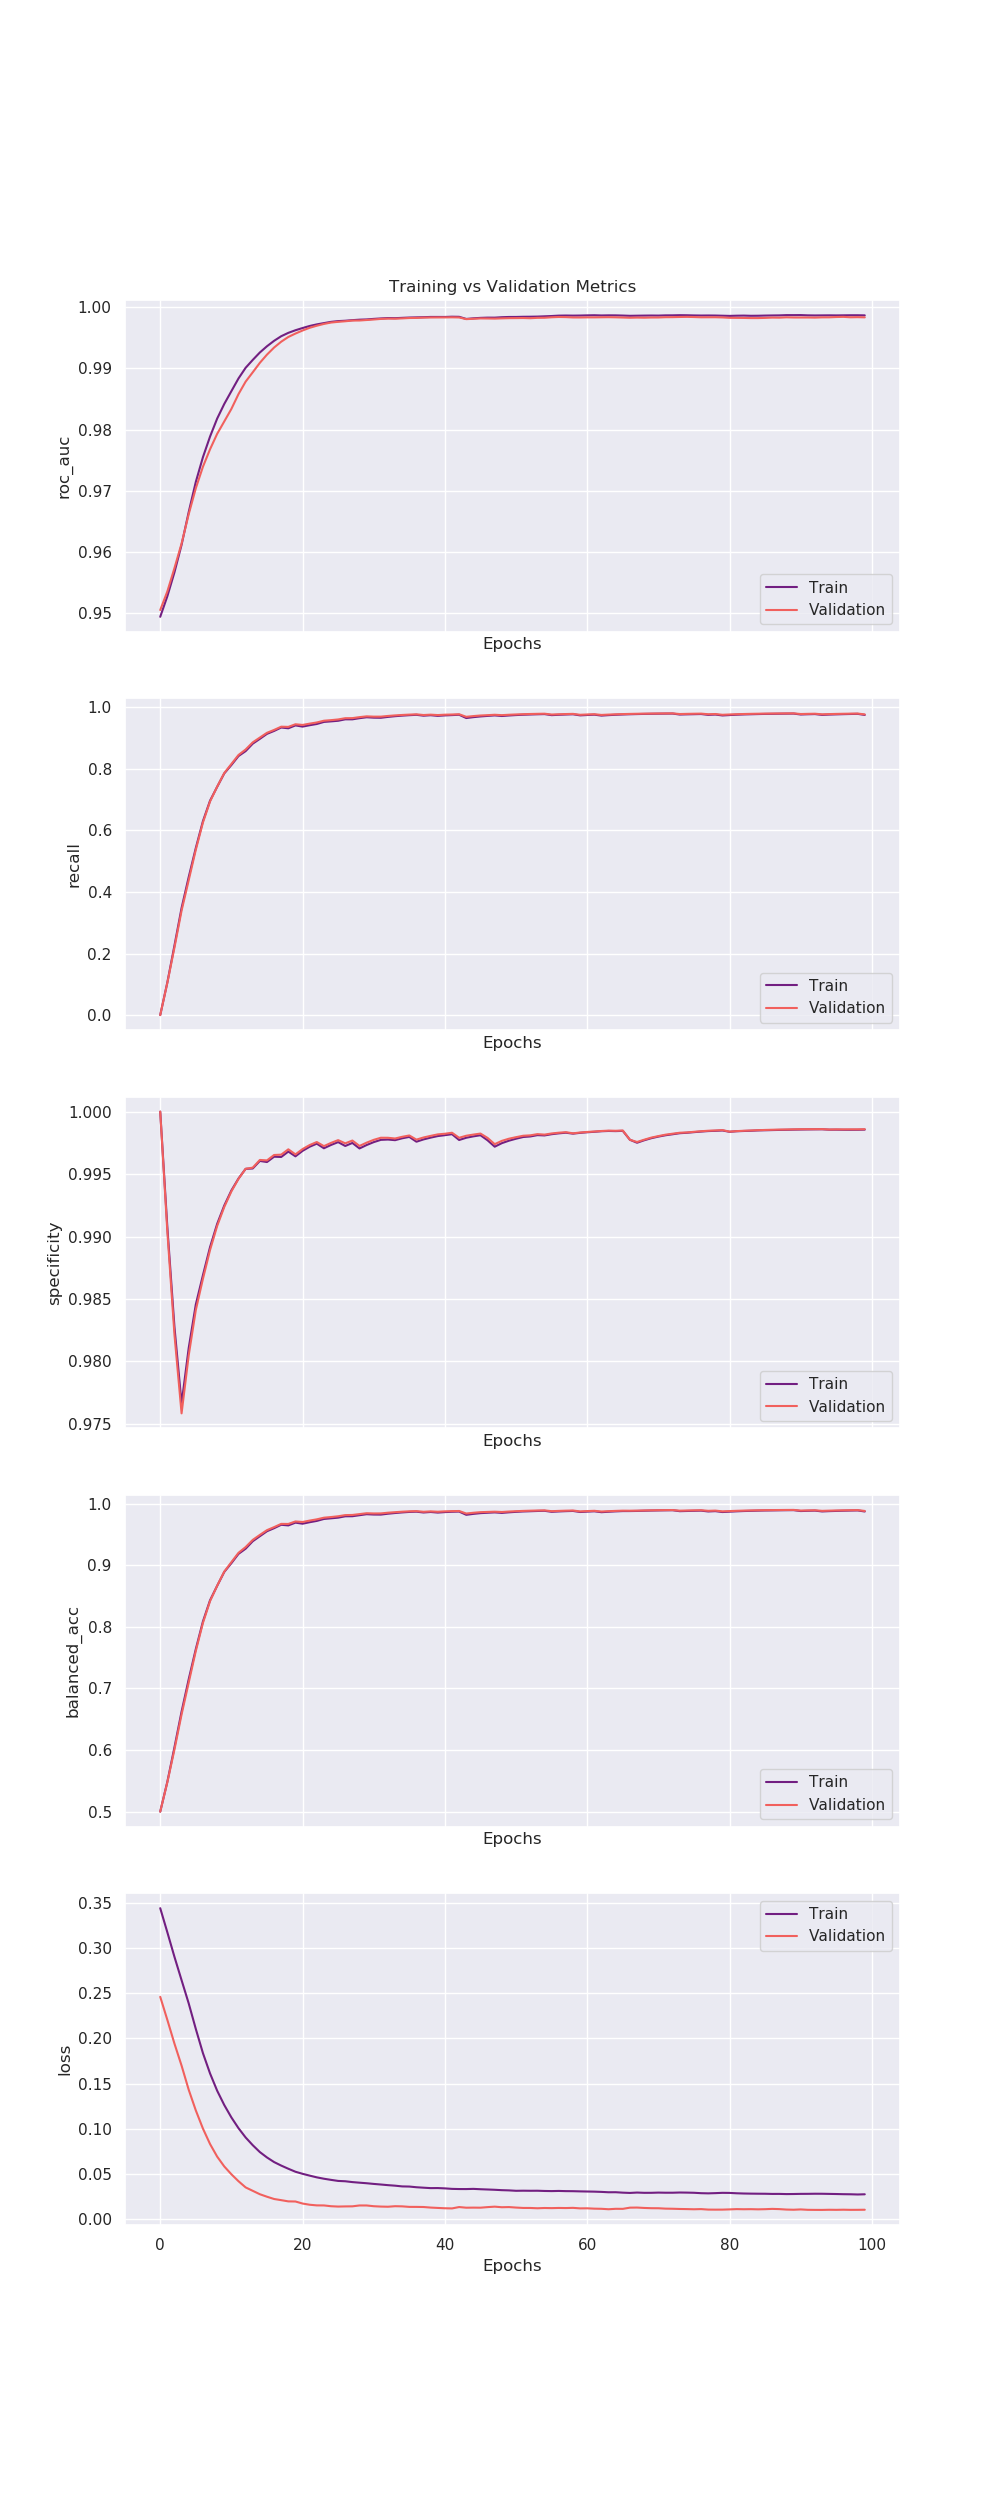 Training vs Validation Metrics
1.00
0.99
0.98
0.97
0.96
0.95
roc_auc
Train
Validation
Epochs
1.0
0.8
0.6
0.4
0.2
0.0
recall
Train
Validation
Epochs
1.000
0.995
0.990
0.985
0.980
0.975
specificity
Train
Validation
Epochs
1.0
0.9
0.8
0.7
0.6
0.5
balanced_acc
Train
Validation
Epochs
0.35
0.30
0.25
0.20
0.15
0.10
0.05
0.00
loss
Train
Validation
0 20 40 60 80 100
Epochs